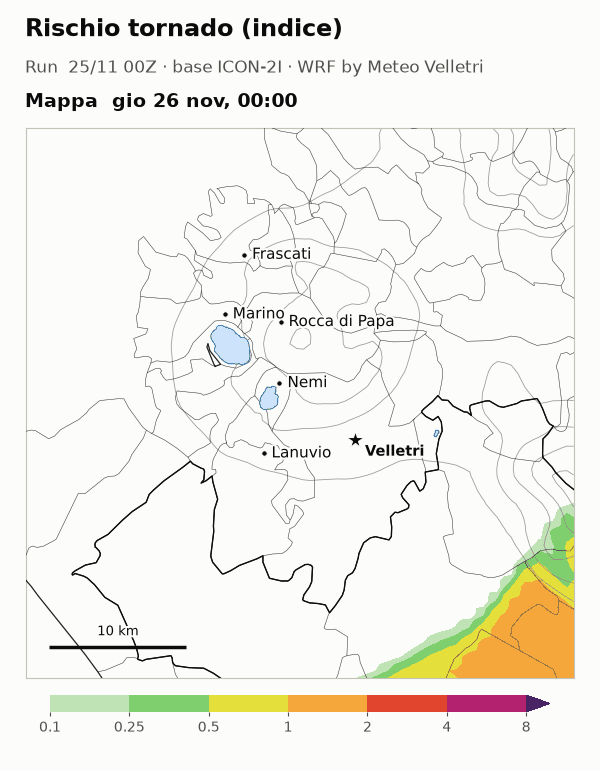 Rischio tornado (indice)
Run  25/11 00Z · base ICON-2I · WRF by Meteo Velletri
Mappa  gio 26 nov, 00:00
Frascati
Marino
Rocca di Papa
Nemi
Velletri
Lanuvio
10 km
0.1 0.25 0.5 1 2 4 8